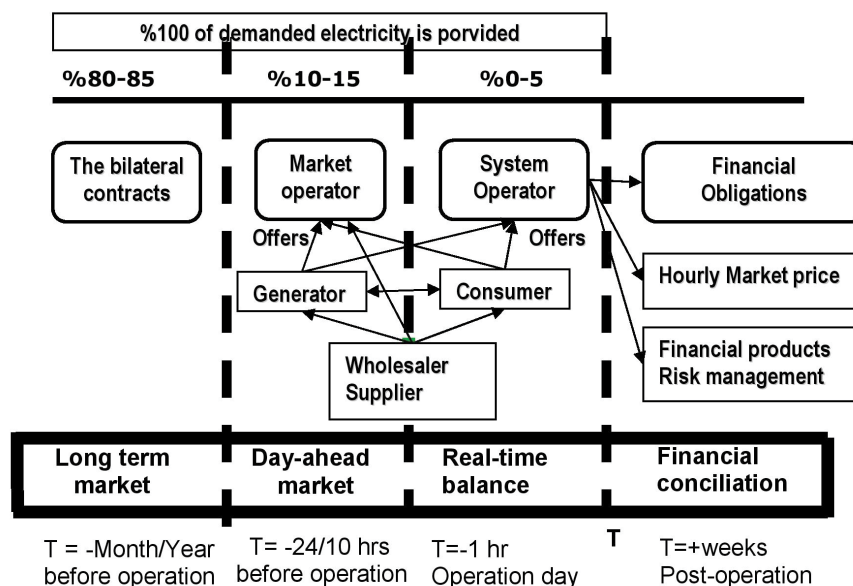 %100 of demanded electricity is porvided
%80-85
%10-15
%0-5
The bilateral
contracts
Market
operator
System
Operator
Financial
Obligations
Offers
Offers
Generator
Consumer
Hourly Market price
Wholesaler
Supplier
Financial products
Risk management
Long term
market
Day-ahead
market
Real-time
balance
Financial
conciliation
T = -Month/Year
before operation
T= -24/10 hrs
before operation
T=-1 hr
Operation day
T
T=+weeks
Post-operation